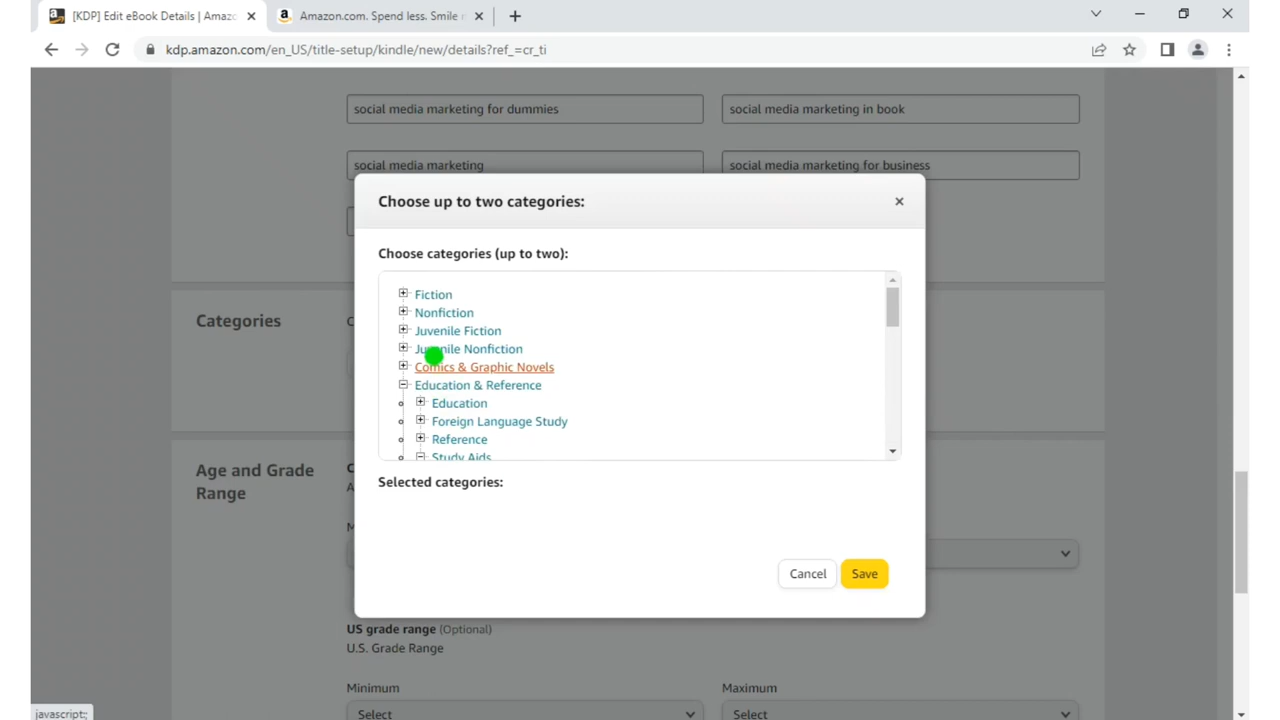 [KDP] Edit eBook Details | Amazo
Amazon.com. Spend less. Smile
kdp.amazon.com/en_US/title-setup/kindle/new/details?ref_=cr_ti
social media marketing for dummies
social media marketing in book
social media marketing
social media marketing for business
Choose up to two categories:
Choose categories (up to two):
Fiction
Nonfiction
Juvenile Fiction
Juvenile Nonfiction
Comics & Graphic Novels
Education & Reference
Education
Foreign Language Study
Reference
Study Aids
Selected categories:
Cancel
Save
Categories
Age and Grade
Range
US grade range (Optional)
U.S. Grade Range
Minimum
Maximum
Select
Select
javascript:;